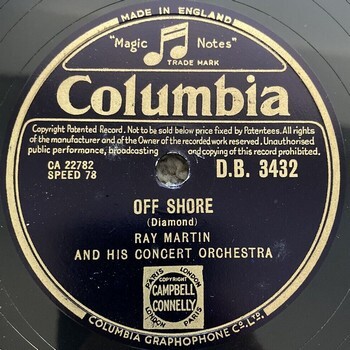 MADE IN ENGLAND
"Magic Notes"
TRADE MARK
Columbia
Copyright Patented Record. Not to be sold below price fixed by Patentees. All rights
of the manufacturer and of the Owner of the recorded work reserved. Unauthorised
public performance, broadcasting and copying of this record prohibited.
CA 22782
SPEED 78
D.B. 3432
OFF SHORE
(Diamond)
RAY MARTIN
AND HIS CONCERT ORCHESTRA
PARIS LONDON
COPYRIGHT
CAMPBELL
CONNELLY
LONDON PARIS
COLUMBIA GRAPHOPHONE CO. LTD.